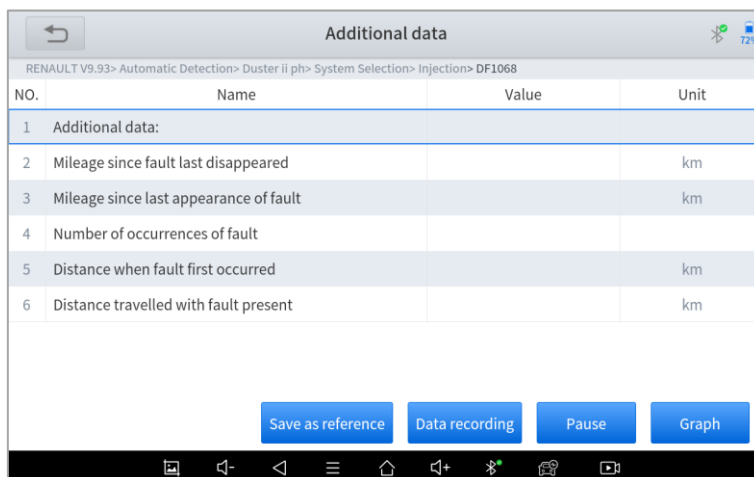 Additional data
72%
RENAULT V9.93> Automatic Detection> Duster ii ph> System Selection> Injection> DF1068
NO. Name Value Unit
1 Additional data:
2 Mileage since fault last disappeared km
3 Mileage since last appearance of fault km
4 Number of occurrences of fault
5 Distance when fault first occurred km
6 Distance travelled with fault present km
Save as reference Data recording Pause Graph